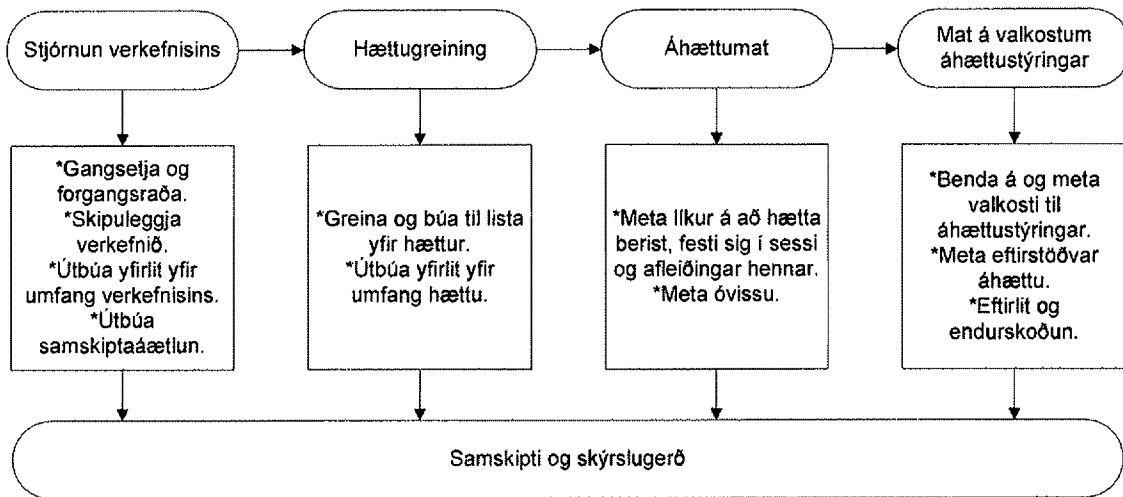 Stjórnun verkefnisins
Hættugreining
Áhættumat
Mat á valkostum
áhættustýringar
*Gangsetja og
forgangsraða.
*Skipuleggja
verkefnið.
*Útbúa yfirlit yfir
umfang verkefnisins.
*Útbúa
samskiptaáætlun.
*Greina og búa til lista
yfir hættur.
*Útbúa yfirlit yfir
umfang hættu.
*Meta líkur á að hætta
berist, festi sig í sessi
og afleiðingar hennar.
*Meta óvissu.
*Benda á og meta
valkosti til
áhættustýringar.
*Meta eftirstöðvar
áhættu.
*Eftirlit og
endurskoðun.
Samskipti og skýrslugerð